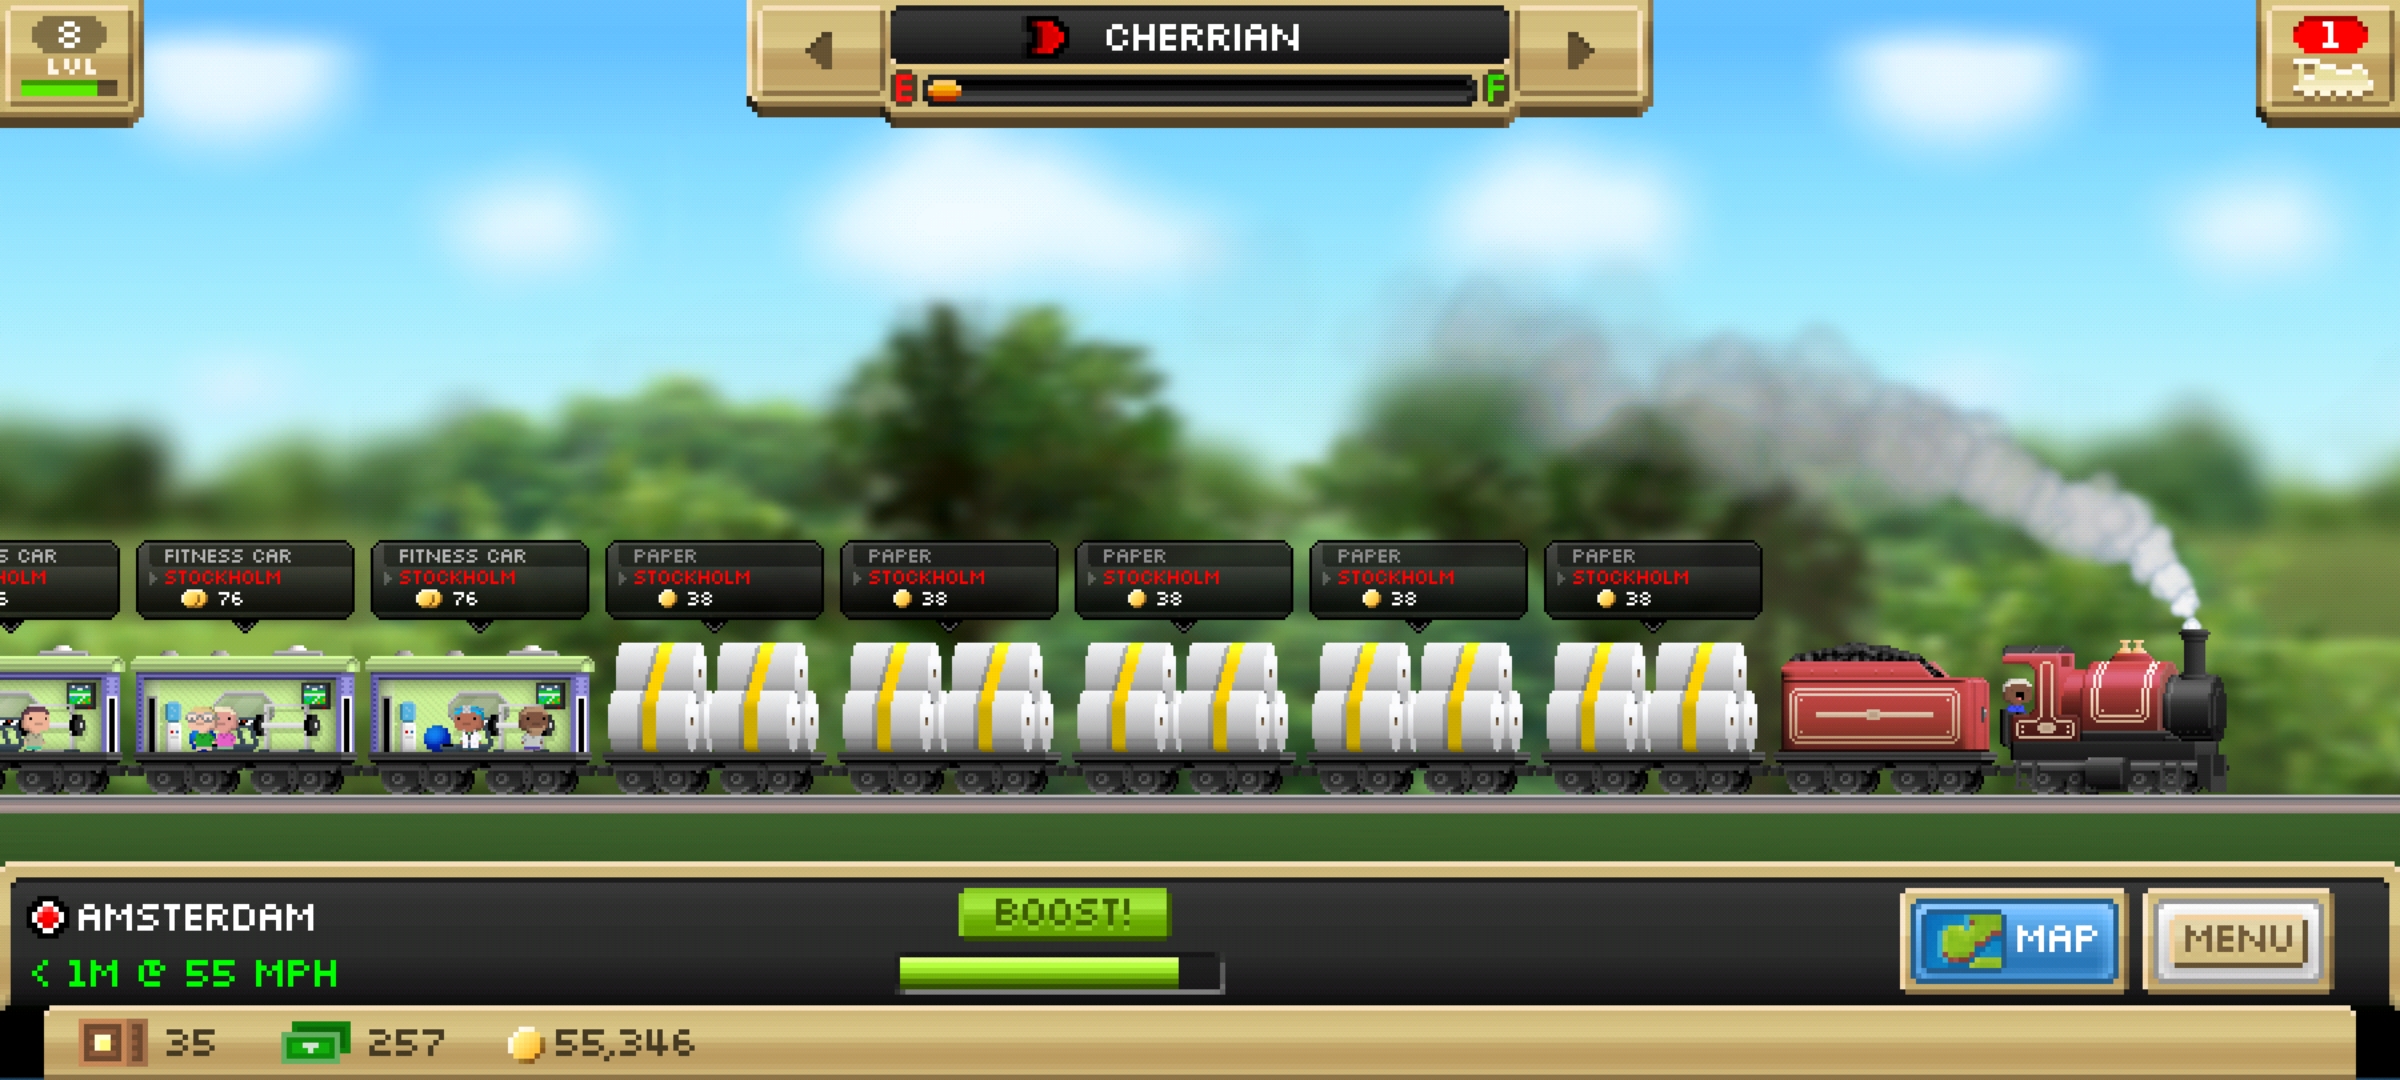 8
LVL
CHERRIAN
E F
1
S CAR
HOLM
FITNESS CAR
STOCKHOLM
76
FITNESS CAR
STOCKHOLM
76
PAPER
STOCKHOLM
38
PAPER
STOCKHOLM
38
PAPER
STOCKHOLM
38
PAPER
STOCKHOLM
38
PAPER
STOCKHOLM
38
AMSTERDAM
< 1M @ 55 MPH
BOOST!
MAP
MENU
35
257
55,346